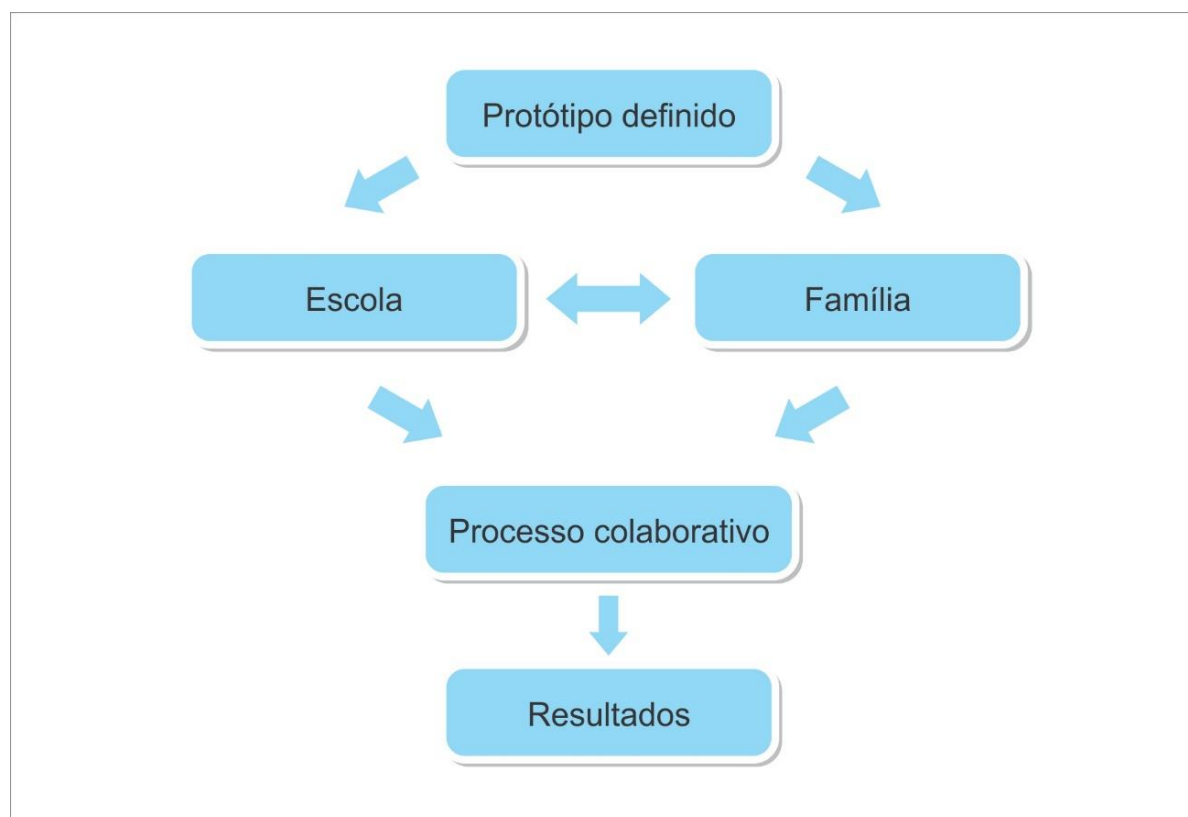 Protótipo definido
Escola
Família
Processo colaborativo
Resultados